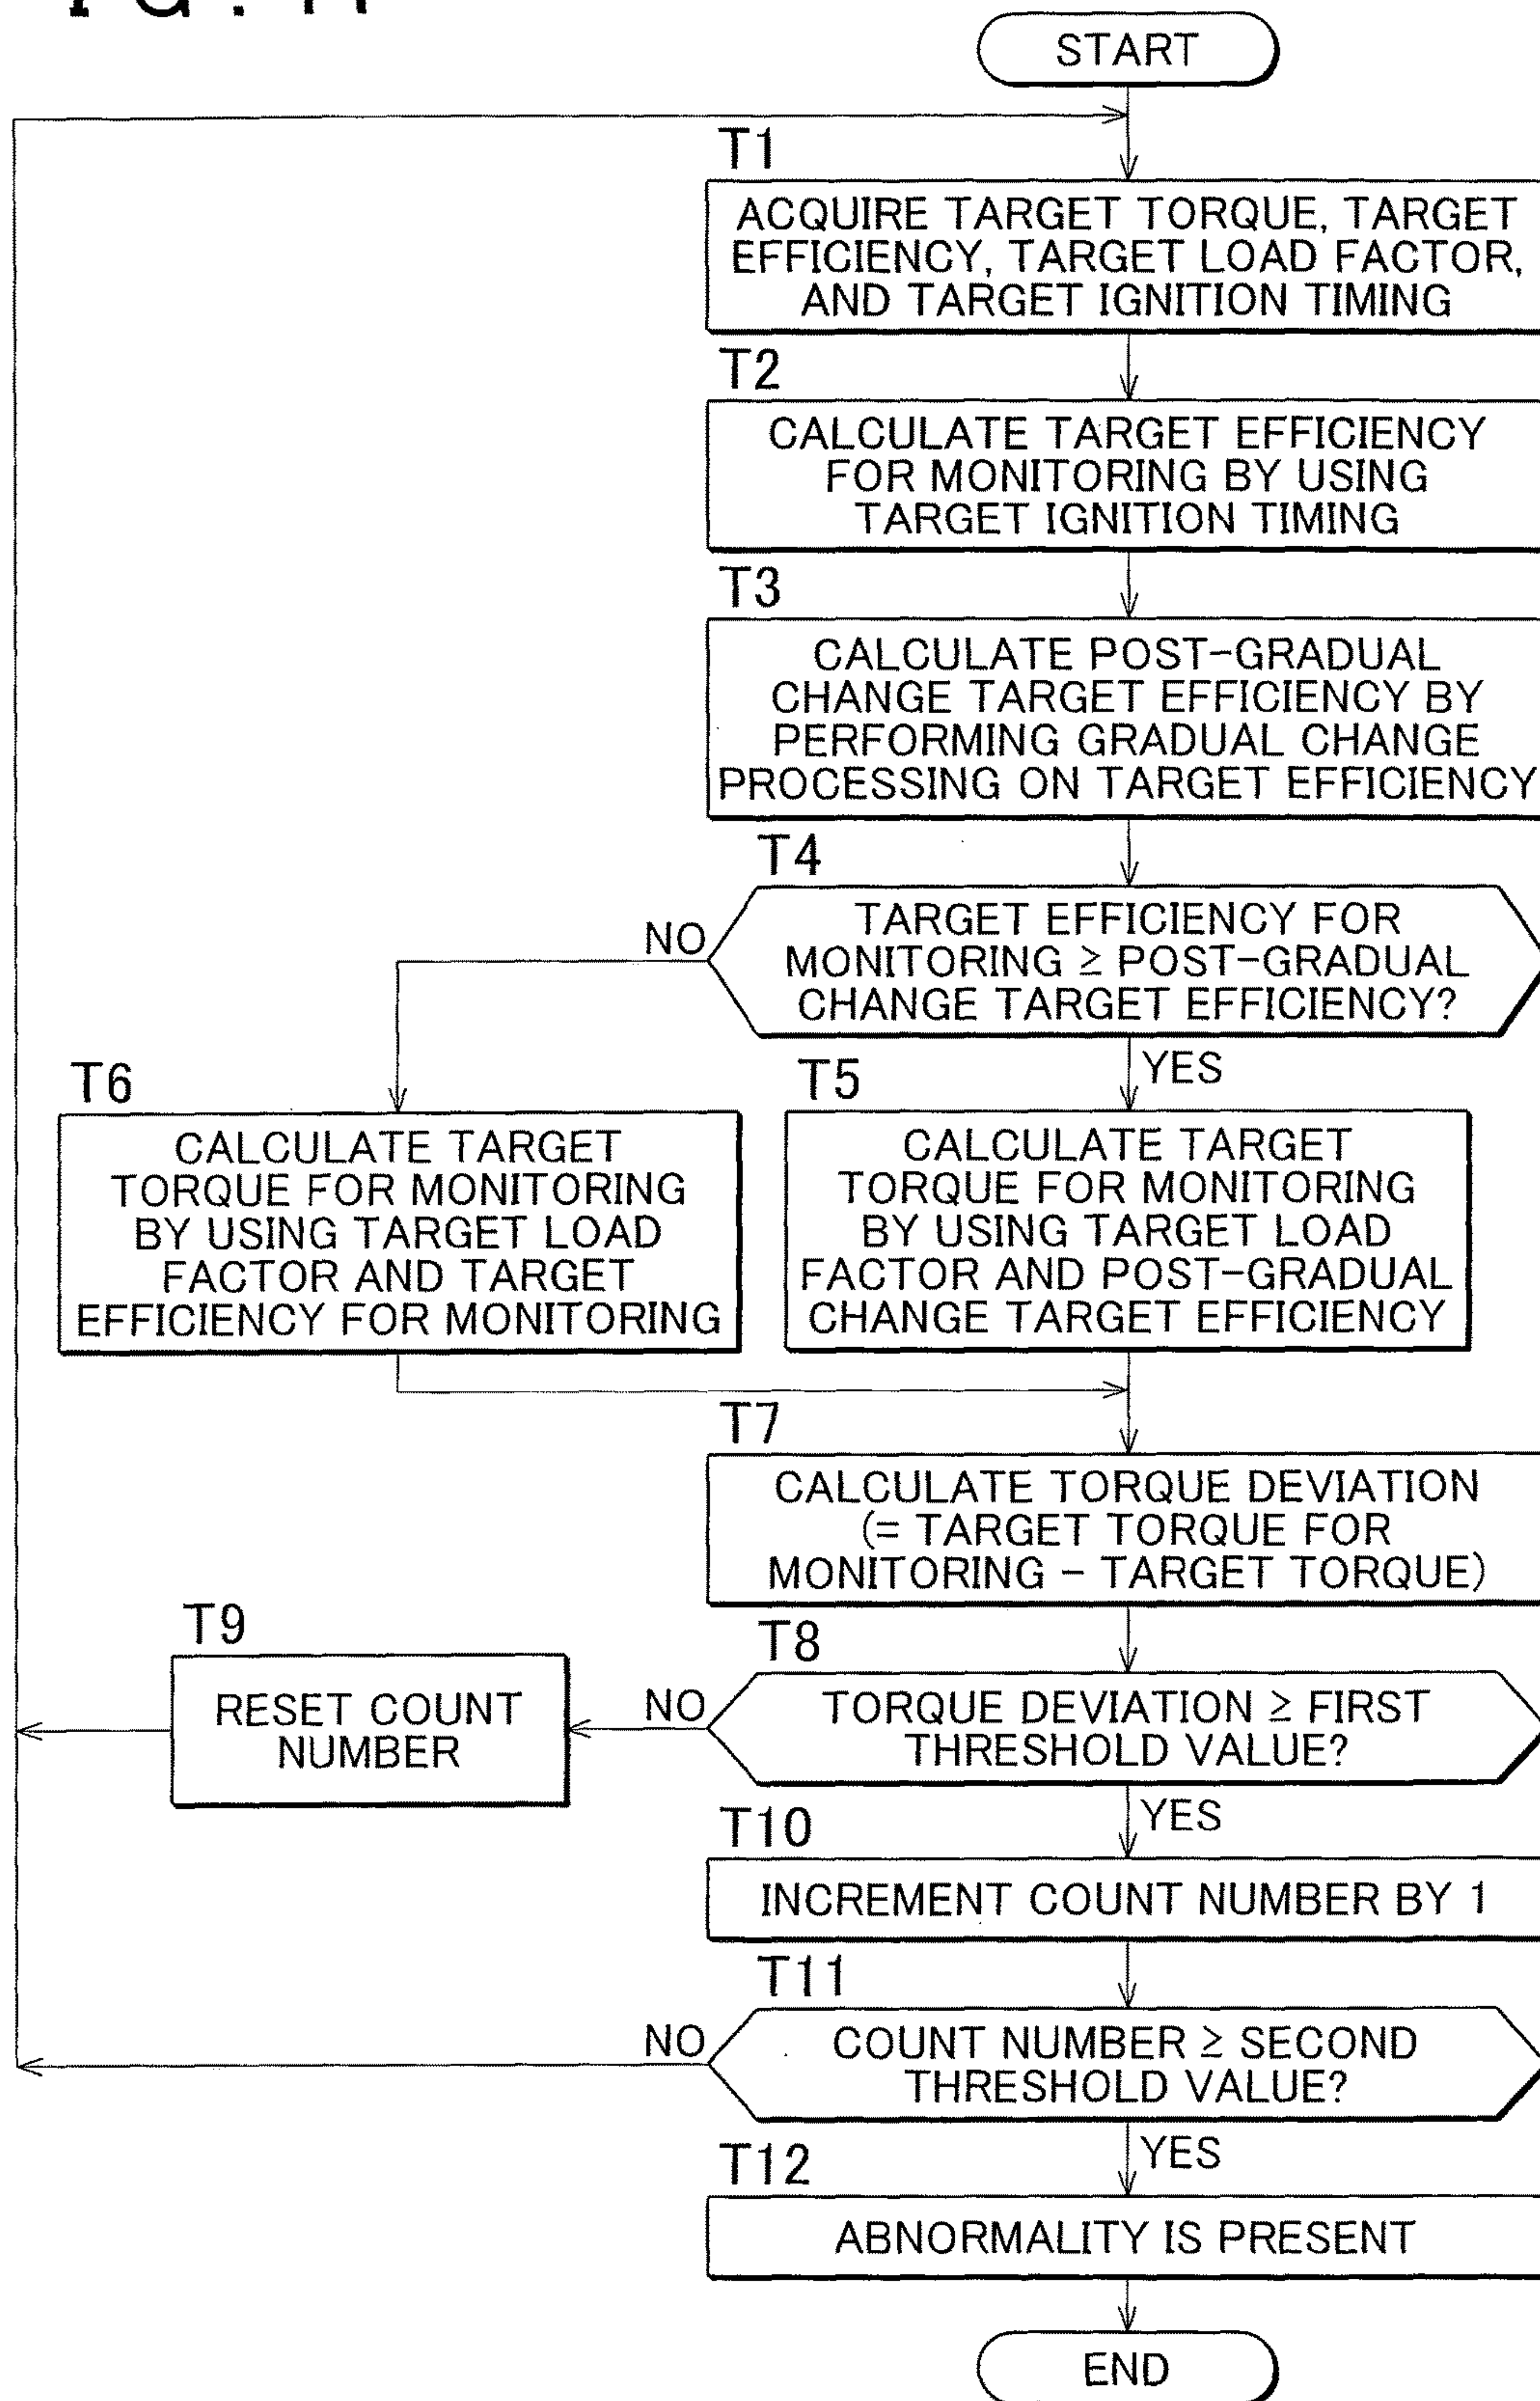 START
T1
ACQUIRE TARGET TORQUE, TARGET
EFFICIENCY, TARGET LOAD FACTOR,
AND TARGET IGNITION TIMING
T2
CALCULATE TARGET EFFICIENCY
FOR MONITORING BY USING
TARGET IGNITION TIMING
T3
CALCULATE POST-GRADUAL
CHANGE TARGET EFFICIENCY BY
PERFORMING GRADUAL CHANGE
PROCESSING ON TARGET EFFICIENCY
T4
TARGET EFFICIENCY FOR
MONITORING ≥ POST-GRADUAL
CHANGE TARGET EFFICIENCY?
NO
YES
T6
CALCULATE TARGET
TORQUE FOR MONITORING
BY USING TARGET LOAD
FACTOR AND TARGET
EFFICIENCY FOR MONITORING
T5
CALCULATE TARGET
TORQUE FOR MONITORING
BY USING TARGET LOAD
FACTOR AND POST-GRADUAL
CHANGE TARGET EFFICIENCY
T7
CALCULATE TORQUE DEVIATION
(= TARGET TORQUE FOR
MONITORING - TARGET TORQUE)
T8
TORQUE DEVIATION ≥ FIRST
THRESHOLD VALUE?
NO
T9
RESET COUNT
NUMBER
YES
T10
INCREMENT COUNT NUMBER BY 1
T11
COUNT NUMBER ≥ SECOND
THRESHOLD VALUE?
NO
YES
T12
ABNORMALITY IS PRESENT
END